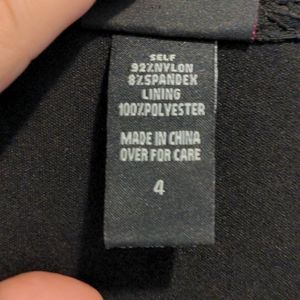 SELF
92%NYLON
8%SPANDEX
LINING
100%POLYESTER
MADE IN CHINA
OVER FOR CARE
4